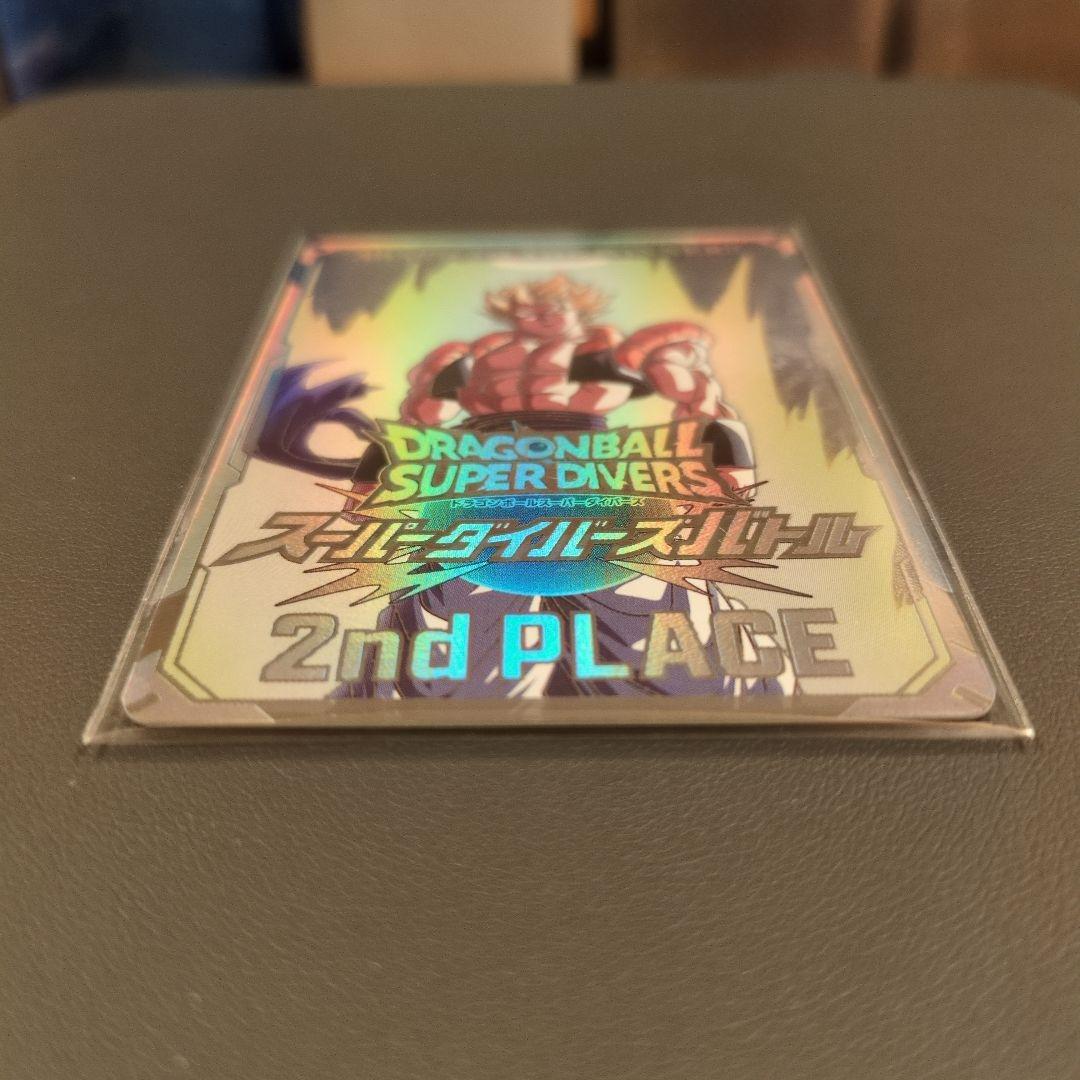 DRAGONBALL
SUPER DIVERS
ドラゴンボールスーパーダイバーズ
スーパーダイバーズバトル
2nd PLACE